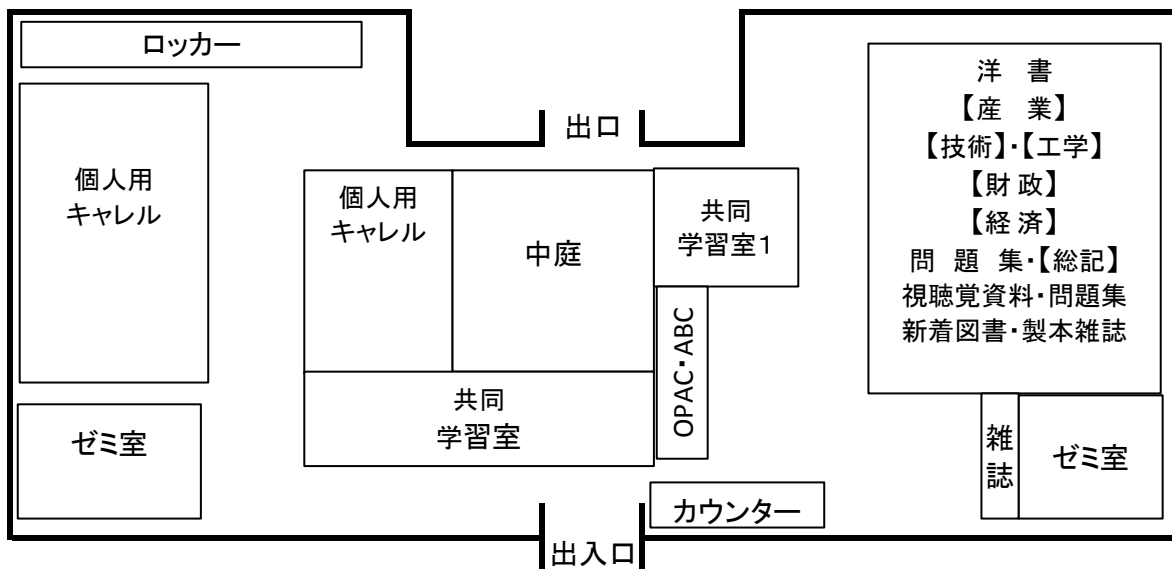 ロッカー
個人用
キャレル
ゼミ室
出口
個人用
キャレル
中庭
共同
学習室1
OPAC・ABC
共同
学習室
カウンター
出入口
洋 書
【産 業】
【技術】・【工学】
【財 政】
【経 済】
問 題 集・【総記】
視聴覚資料・問題集
新着図書・製本雑誌
雑誌
ゼミ室